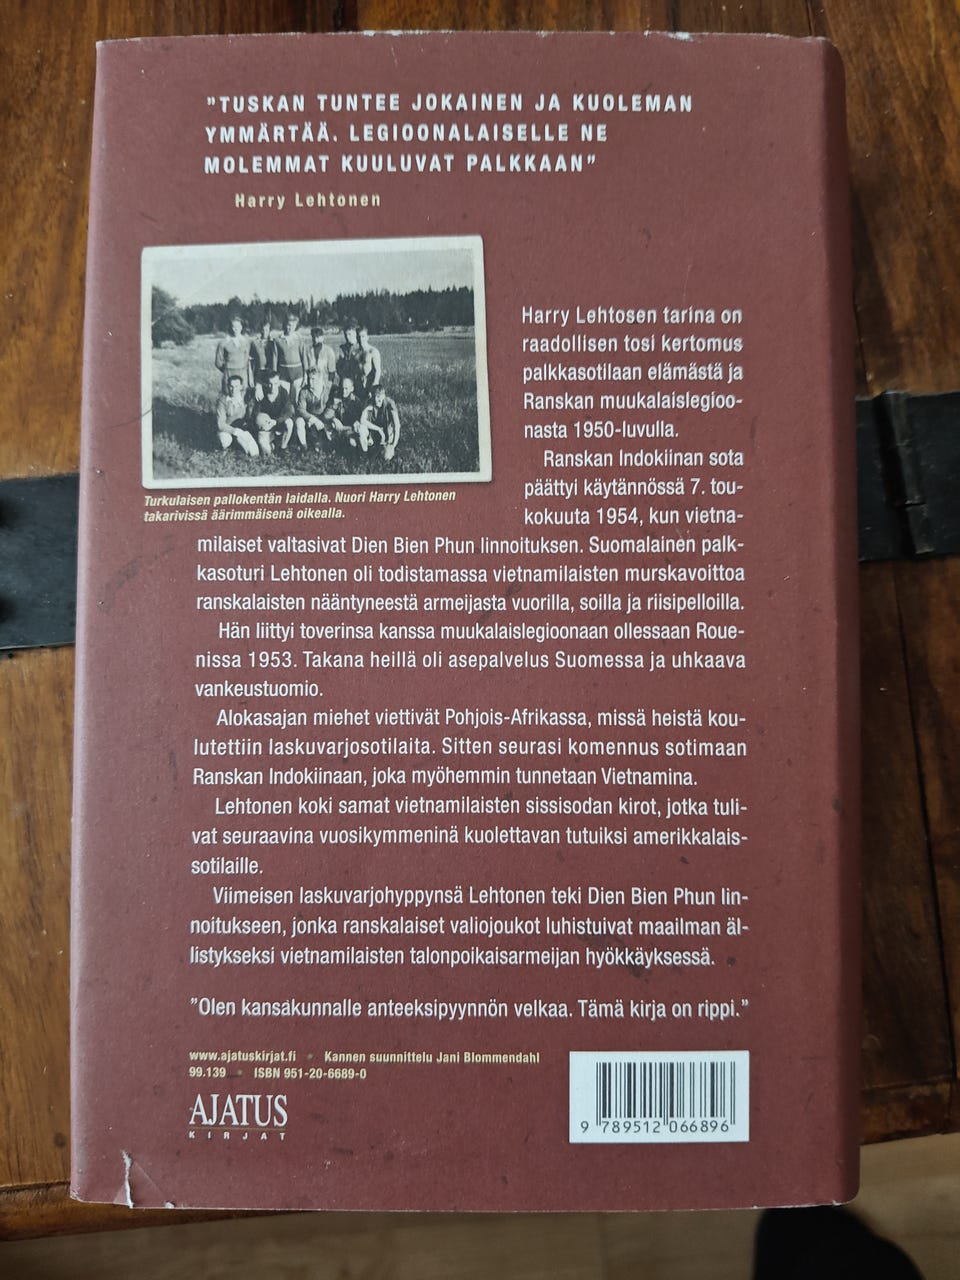 "TUSKAN TUNTEE JOKAINEN JA KUOLEMAN
YMMÄRTÄÄ. LEGIOONALAISELLE NE
MOLEMMAT KUULUVAT PALKKAAN"
Harry Lehtonen
Turkulaisen pallokentän laidalla. Nuori Harry Lehtonen
takarivissä äärimmäisenä oikealla.
Harry Lehtosen tarina on
raadollisen tosi kertomus
palkkasotilaan elämästä ja
Ranskan muukalaislegioo-
nasta 1950-luvulla.
Ranskan Indokiinan sota
päättyi käytännössä 7. tou-
kokuuta 1954, kun vietna-
milaiset valtasivat Dien Bien Phun linnoituksen. Suomalainen palk-
kasoturi Lehtonen oli todistamassa vietnamilaisten murskavoittoa
ranskalaisten nääntyneestä armeijasta vuorilla, soilla ja riisipelloilla.
Hän liittyi toverinsa kanssa muukalaislegioonaan ollessaan Roue-
nissa 1953. Takana heillä oli asepalvelus Suomessa ja uhkaava
vankeustuomio.
Alokasajan miehet viettivät Pohjois-Afrikassa, missä heistä kou-
lutettiin laskuvarjosotilaita. Sitten seurasi komennus sotimaan
Ranskan Indokiinaan, joka myöhemmin tunnetaan Vietnamina.
Lehtonen koki samat vietnamilaisten sissisodan kirot, jotka tuli-
vat seuraavina vuosikymmeninä kuolettavan tutuiksi amerikkalais-
sotilaille.
Viimeisen laskuvarjohyppynsä Lehtonen teki Dien Bien Phun lin-
noitukseen, jonka ranskalaiset valiojoukot luhistuivat maailman äl-
listykseksi vietnamilaisten talonpoikaisarmeijan hyökkäyksessä.
"Olen kansakunnalle anteeksipyynnön velkaa. Tämä kirja on rippi."
www.ajatuskirjat.fi • Kannen suunnittelu Jani Blommendahl
99.139 • ISBN 951-20-6689-0
AJATUS
KIRJAT
9 789512 066896